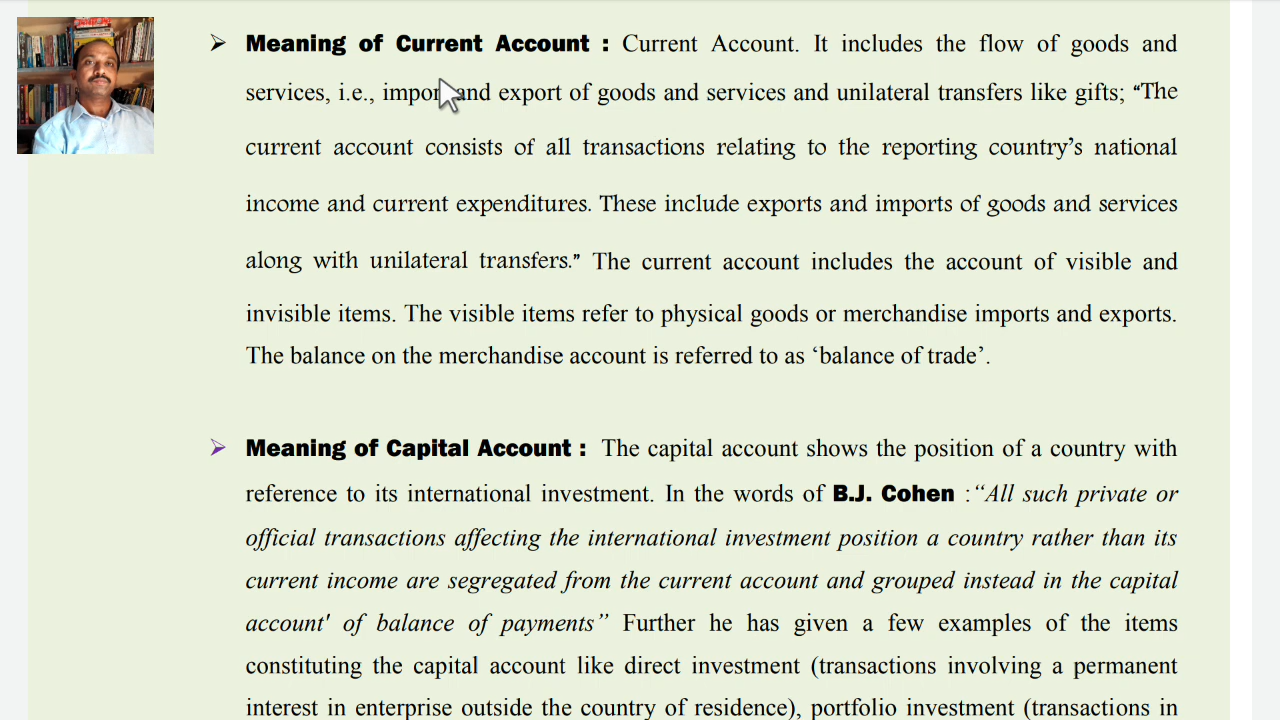 ➢ Meaning of Current Account : Current Account. It includes the flow of goods and
services, i.e., import and export of goods and services and unilateral transfers like gifts; “The
current account consists of all transactions relating to the reporting country’s national
income and current expenditures. These include exports and imports of goods and services
along with unilateral transfers.” The current account includes the account of visible and
invisible items. The visible items refer to physical goods or merchandise imports and exports.
The balance on the merchandise account is referred to as ‘balance of trade’.
➢ Meaning of Capital Account : The capital account shows the position of a country with
reference to its international investment. In the words of B.J. Cohen :“All such private or
official transactions affecting the international investment position a country rather than its
current income are segregated from the current account and grouped instead in the capital
account' of balance of payments” Further he has given a few examples of the items
constituting the capital account like direct investment (transactions involving a permanent
interest in enterprise outside the country of residence), portfolio investment (transactions in